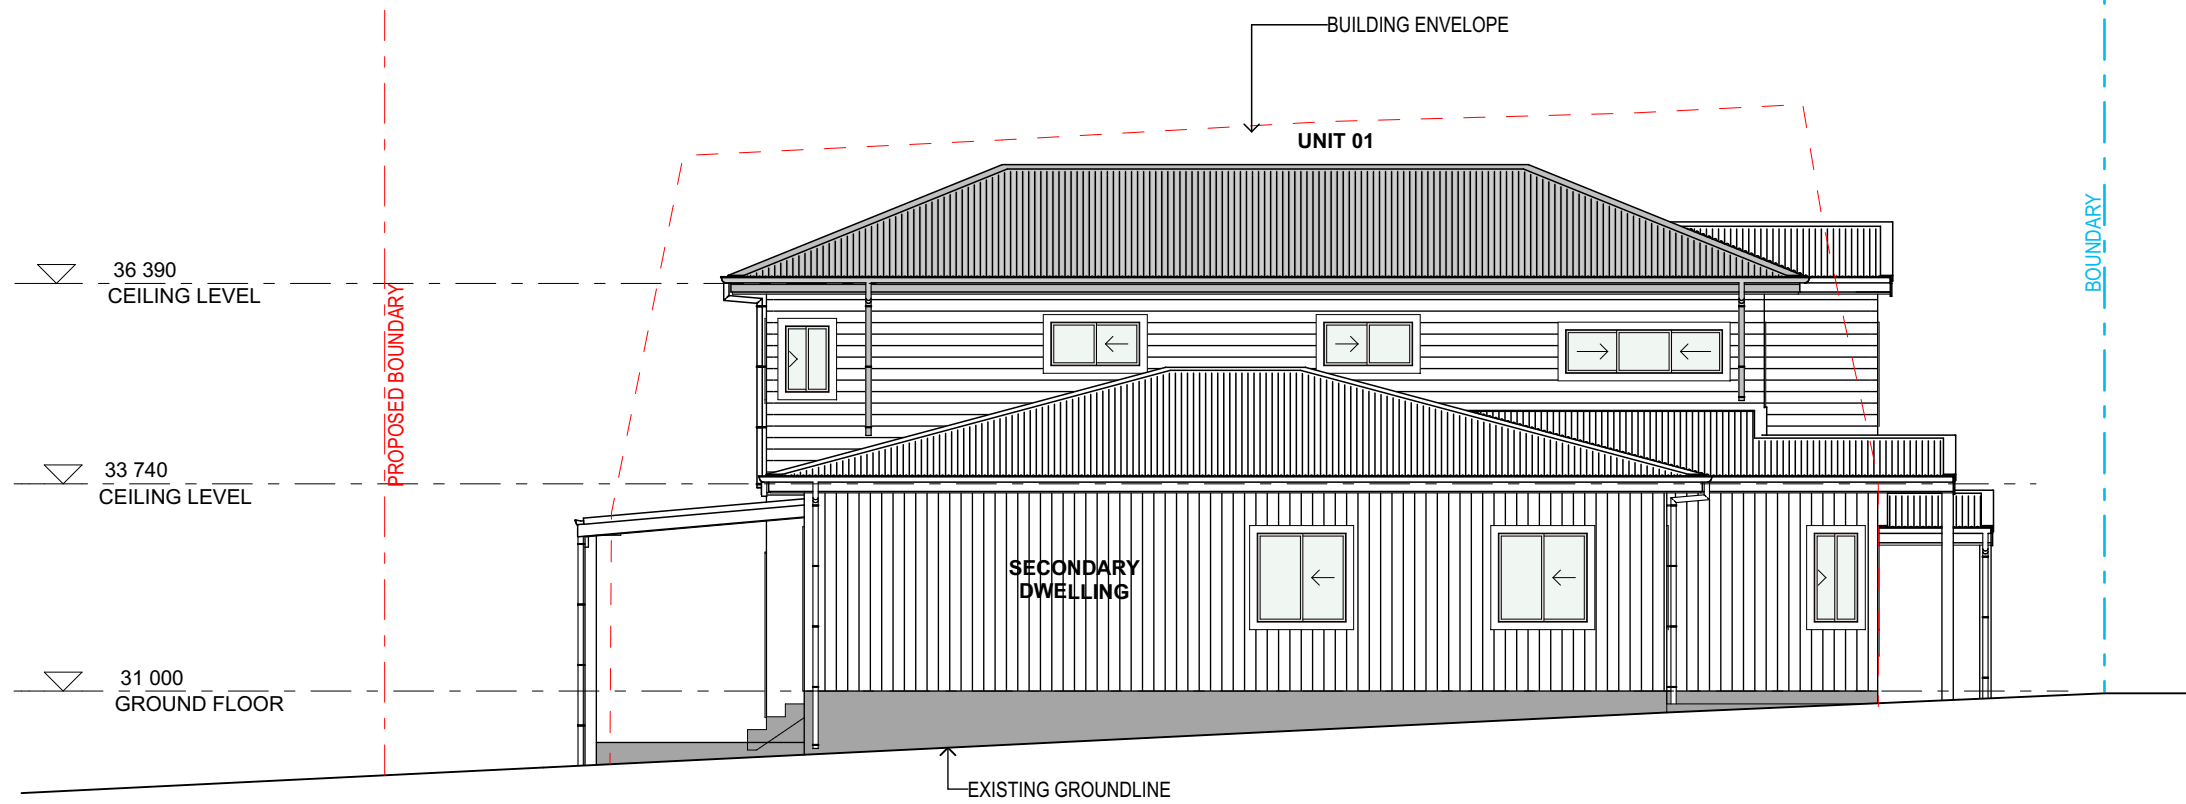 BUILDING ENVELOPE
UNIT 01
BOUNDARY
36 390
CEILING LEVEL
PROPOSED BOUNDARY
33 740
CEILING LEVEL
SECONDARY
DWELLING
31 000
GROUND FLOOR
EXISTING GROUNDLINE